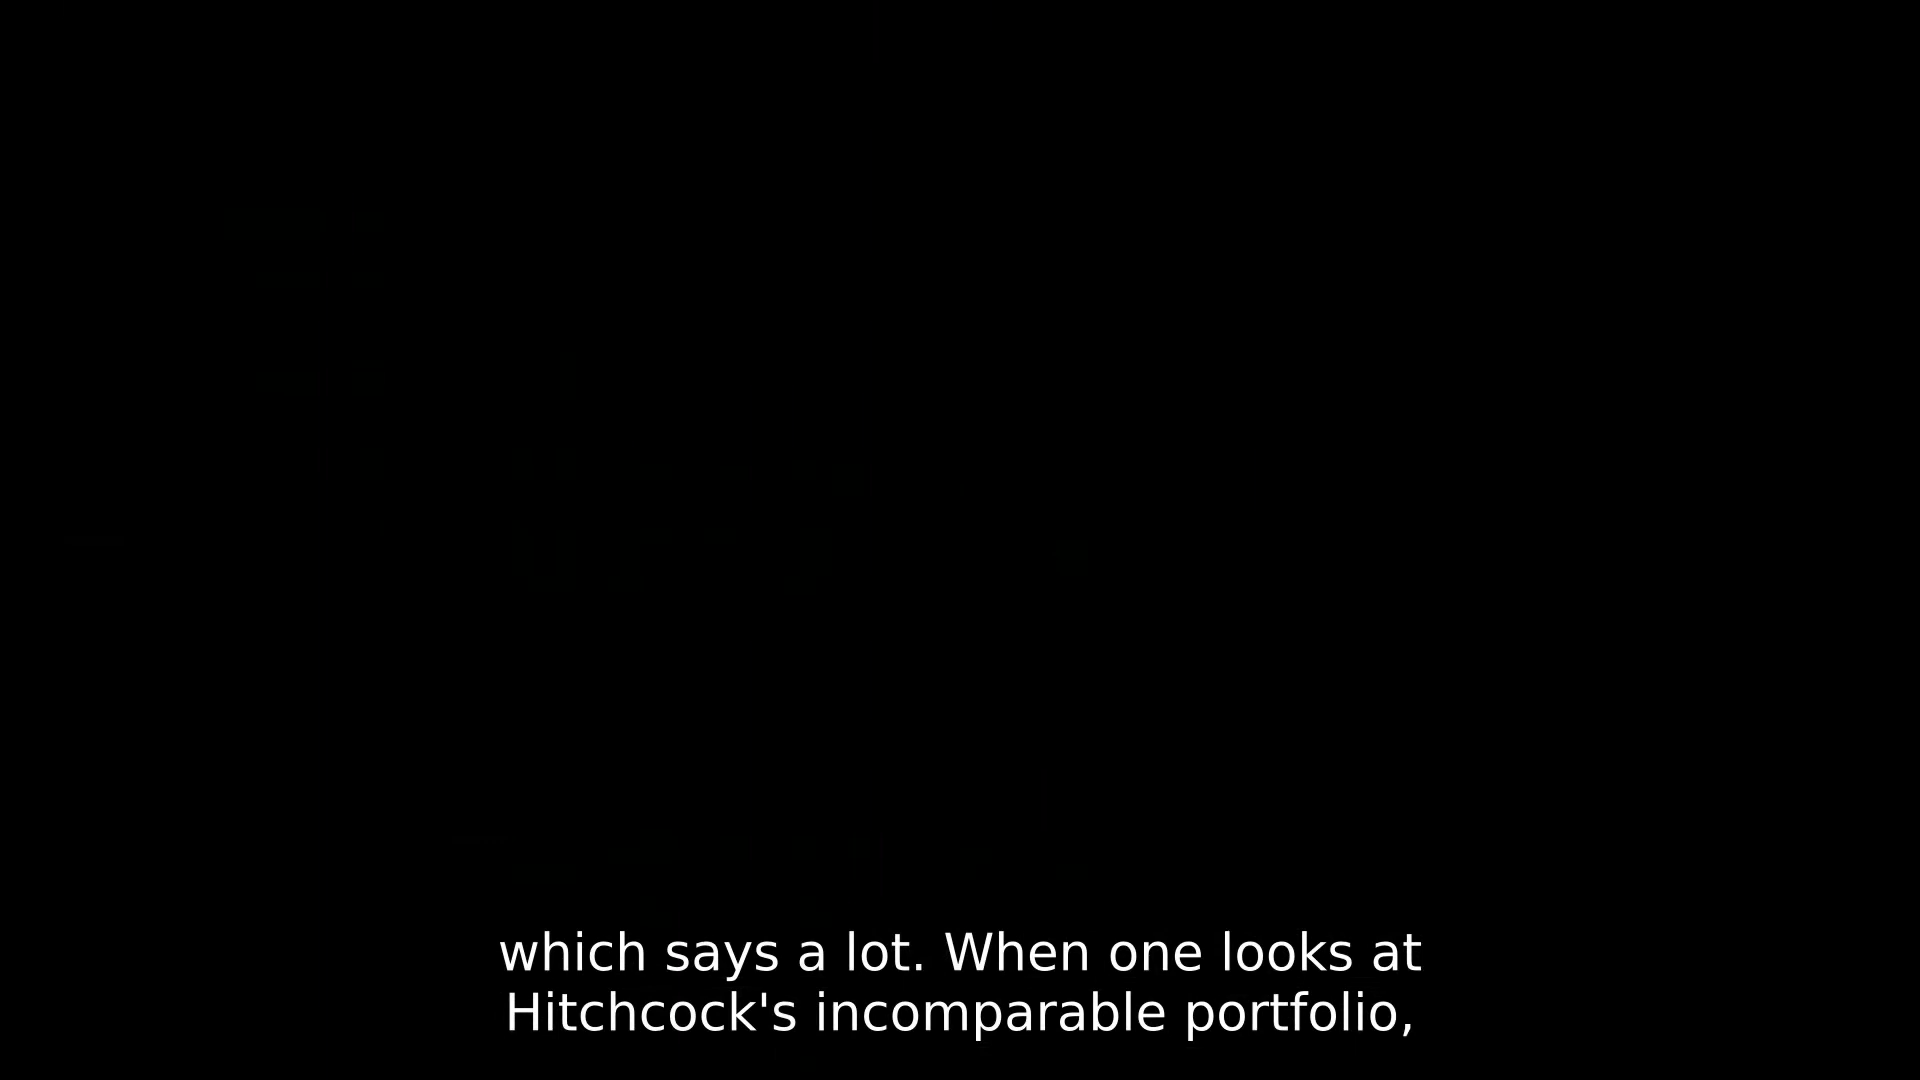 which says a lot. When one looks at
Hitchcock's incomparable portfolio,